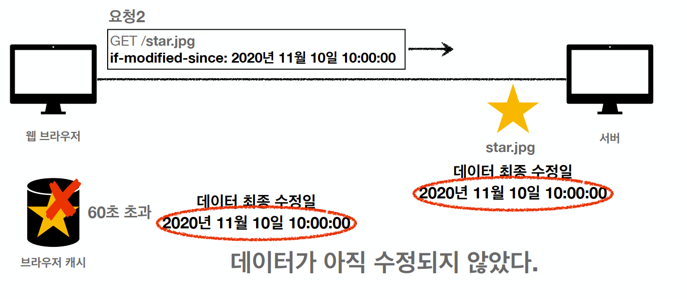 요청2
GET /star.jpg
if-modified-since: 2020년 11월 10일 10:00:00
웹 브라우저
서버
star.jpg
데이터 최종 수정일
2020년 11월 10일 10:00:00
60초 초과
데이터 최종 수정일
2020년 11월 10일 10:00:00
브라우저 캐시
데이터가 아직 수정되지 않았다.